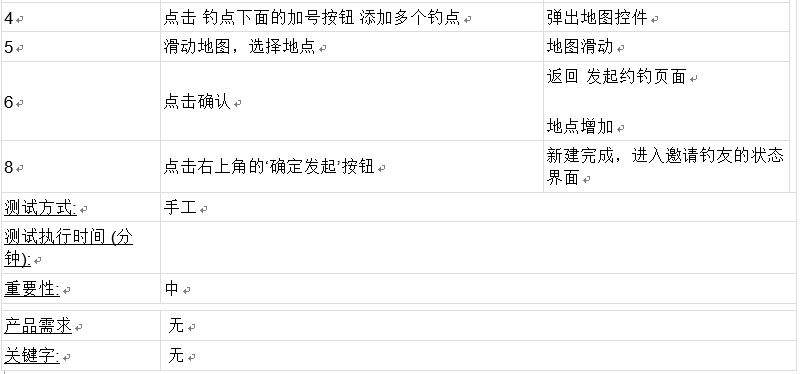 4 点击 钓点下面的加号按钮 添加多个钓点 弹出地图控件
5 滑动地图，选择地点 地图滑动
返回 发起约钓页面
6 点击确认
地点增加
8 点击右上角的‘确定发起’按钮 新建完成，进入邀请钓友的状态
界面
测试方式: 手工
测试执行时间 (分
钟):
重要性: 中
产品需求 无
关键字: 无